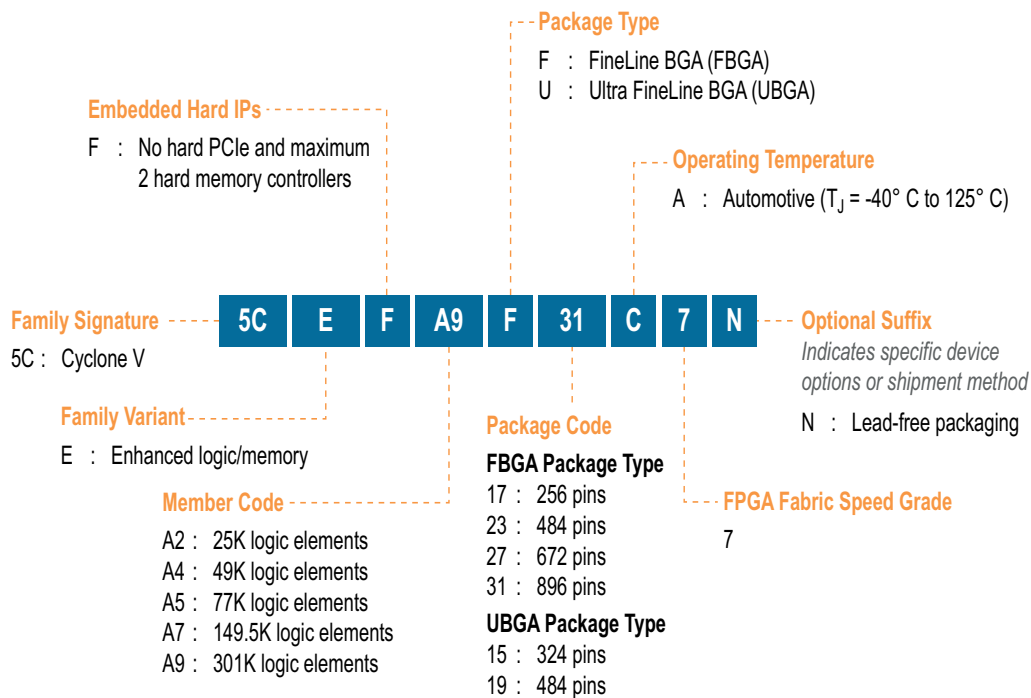 Package Type
F : FineLine BGA (FBGA)
U : Ultra FineLine BGA (UBGA)
Embedded Hard IPs
F : No hard PCIe and maximum
2 hard memory controllers
Operating Temperature
A : Automotive (TJ = -40° C to 125° C)
5C E F A9 F 31 C 7 N
Family Signature
5C : Cyclone V
Optional Suffix
Indicates specific device
options or shipment method
N : Lead-free packaging
Family Variant
E : Enhanced logic/memory
Member Code
A2 : 25K logic elements
A4 : 49K logic elements
A5 : 77K logic elements
A7 : 149.5K logic elements
A9 : 301K logic elements
Package Code
FBGA Package Type
17 : 256 pins
23 : 484 pins
27 : 672 pins
31 : 896 pins
UBGA Package Type
15 : 324 pins
19 : 484 pins
FPGA Fabric Speed Grade
7